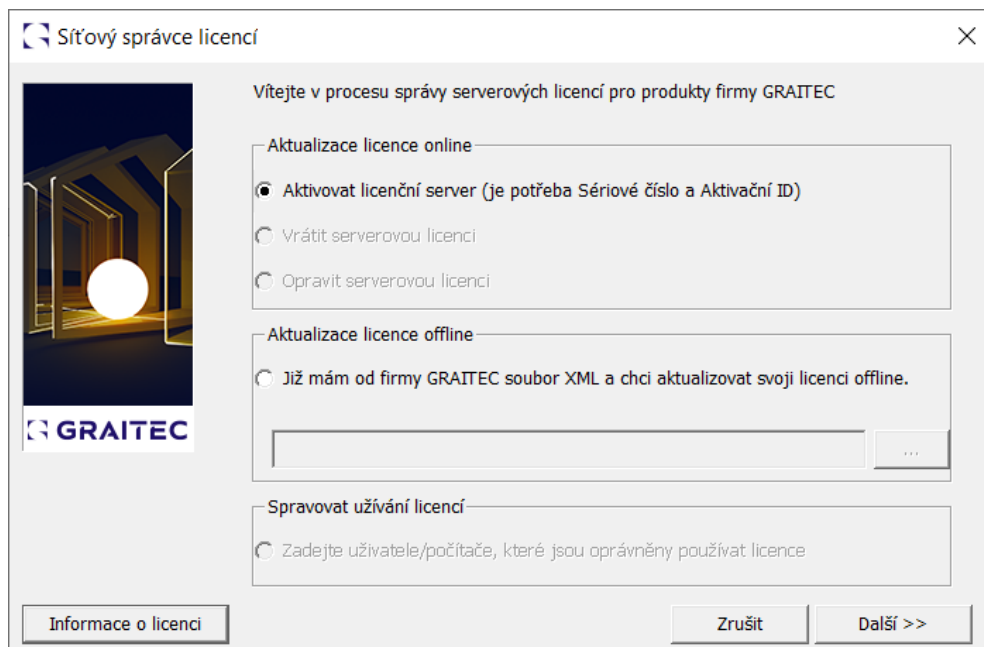 Síťový správce licencí
Vítejte v procesu správy serverových licencí pro produkty firmy GRAITEC
Aktualizace licence online
Aktivovat licenční server (je potřeba Sériové číslo a Aktivační ID)
Vrátit serverovou licenci
Opravit serverovou licenci
Aktualizace licence offline
Již mám od firmy GRAITEC soubor XML a chci aktualizovat svoji licenci offline.
...
GRAITEC
Spravovat užívání licencí
Zadejte uživatele/počítače, které jsou oprávněny používat licence
Informace o licenci
Zrušit
Další >>